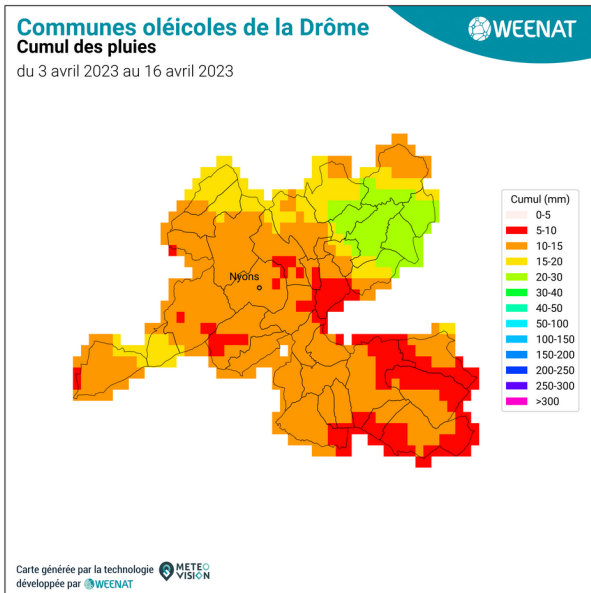 Communes oléicoles de la Drôme
Cumul des pluies
du 3 avril 2023 au 16 avril 2023
WEENAT
Nyons
Cumul (mm)
0-5
5-10
10-15
15-20
20-30
30-40
40-50
50-100
100-150
150-200
200-250
250-300
>300
Carte générée par la technologie METEO VISION
développée par WEENAT